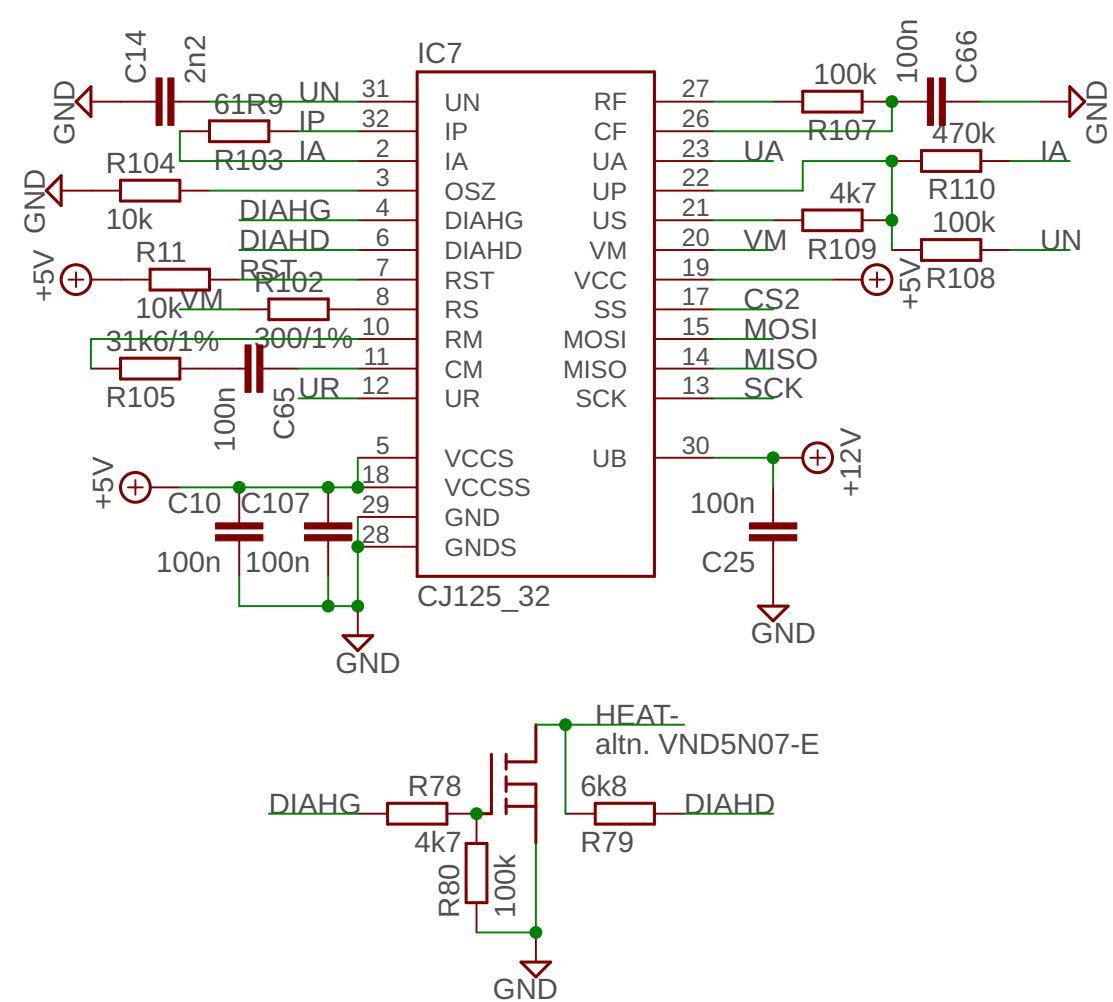 C14
2n2
GND
IC7
UN
31
61R9
IP
32
R103
IA
2
R104
10k
GND
3
DIAHG
4
DIAHD
6
R11
10k
+5V
RST
7
R102
VM
300/1%
8
31k6/1%
10
R105
100n
C65
11
UR
12
+5V
5
18
C10
C107
29
28
100n
100n
GND
UN
IP
IA
OSZ
DIAHG
DIAHD
RST
RS
RM
CM
UR
VCCS
VCCSS
GND
GNDS
RF
CF
UA
UP
US
VM
VCC
SS
MOSI
MISO
SCK
UB
CJ125_32
27
100k
R107
100n
C66
GND
26
23
UA
470k
R110
IA
22
21
4k7
R109
100k
R108
UN
20
VM
19
+5V
17
CS2
15
MOSI
14
MISO
13
SCK
30
+12V
100n
C25
GND
HEAT-
altn. VND5N07-E
DIAHG
R78
4k7
R80
100k
6k8
R79
DIAHD
GND